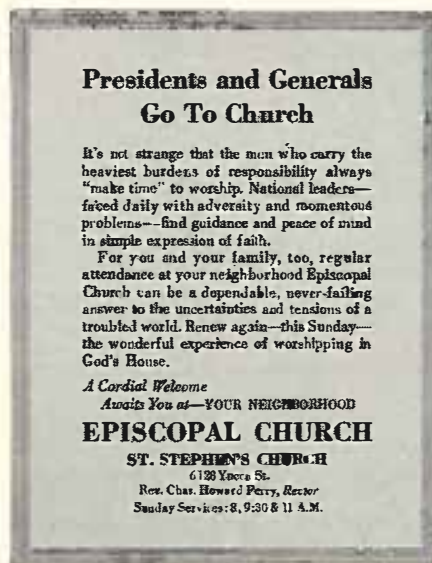 Presidents and Generals
Go To Church
It's not strange that the men who carry the
heaviest burdens of responsibility always
"make time" to worship. National leaders—
faced daily with adversity and momentous
problems—find guidance and peace of mind
in simple expression of faith.
For you and your family, too, regular
attendance at your neighborhood Episcopal
Church can be a dependable, never-failing
answer to the uncertainties and tensions of a
troubled world. Renew again—this Sunday—
the wonderful experience of worshipping in
God's House.
A Cordial Welcome
Awaits You at—YOUR NEIGHBORHOOD
EPISCOPAL CHURCH
ST. STEPHEN'S CHURCH
6128 Yucca St.
Rev. Chas. Howard Perry, Rector
Sunday Services: 8, 9:30 & 11 A.M.